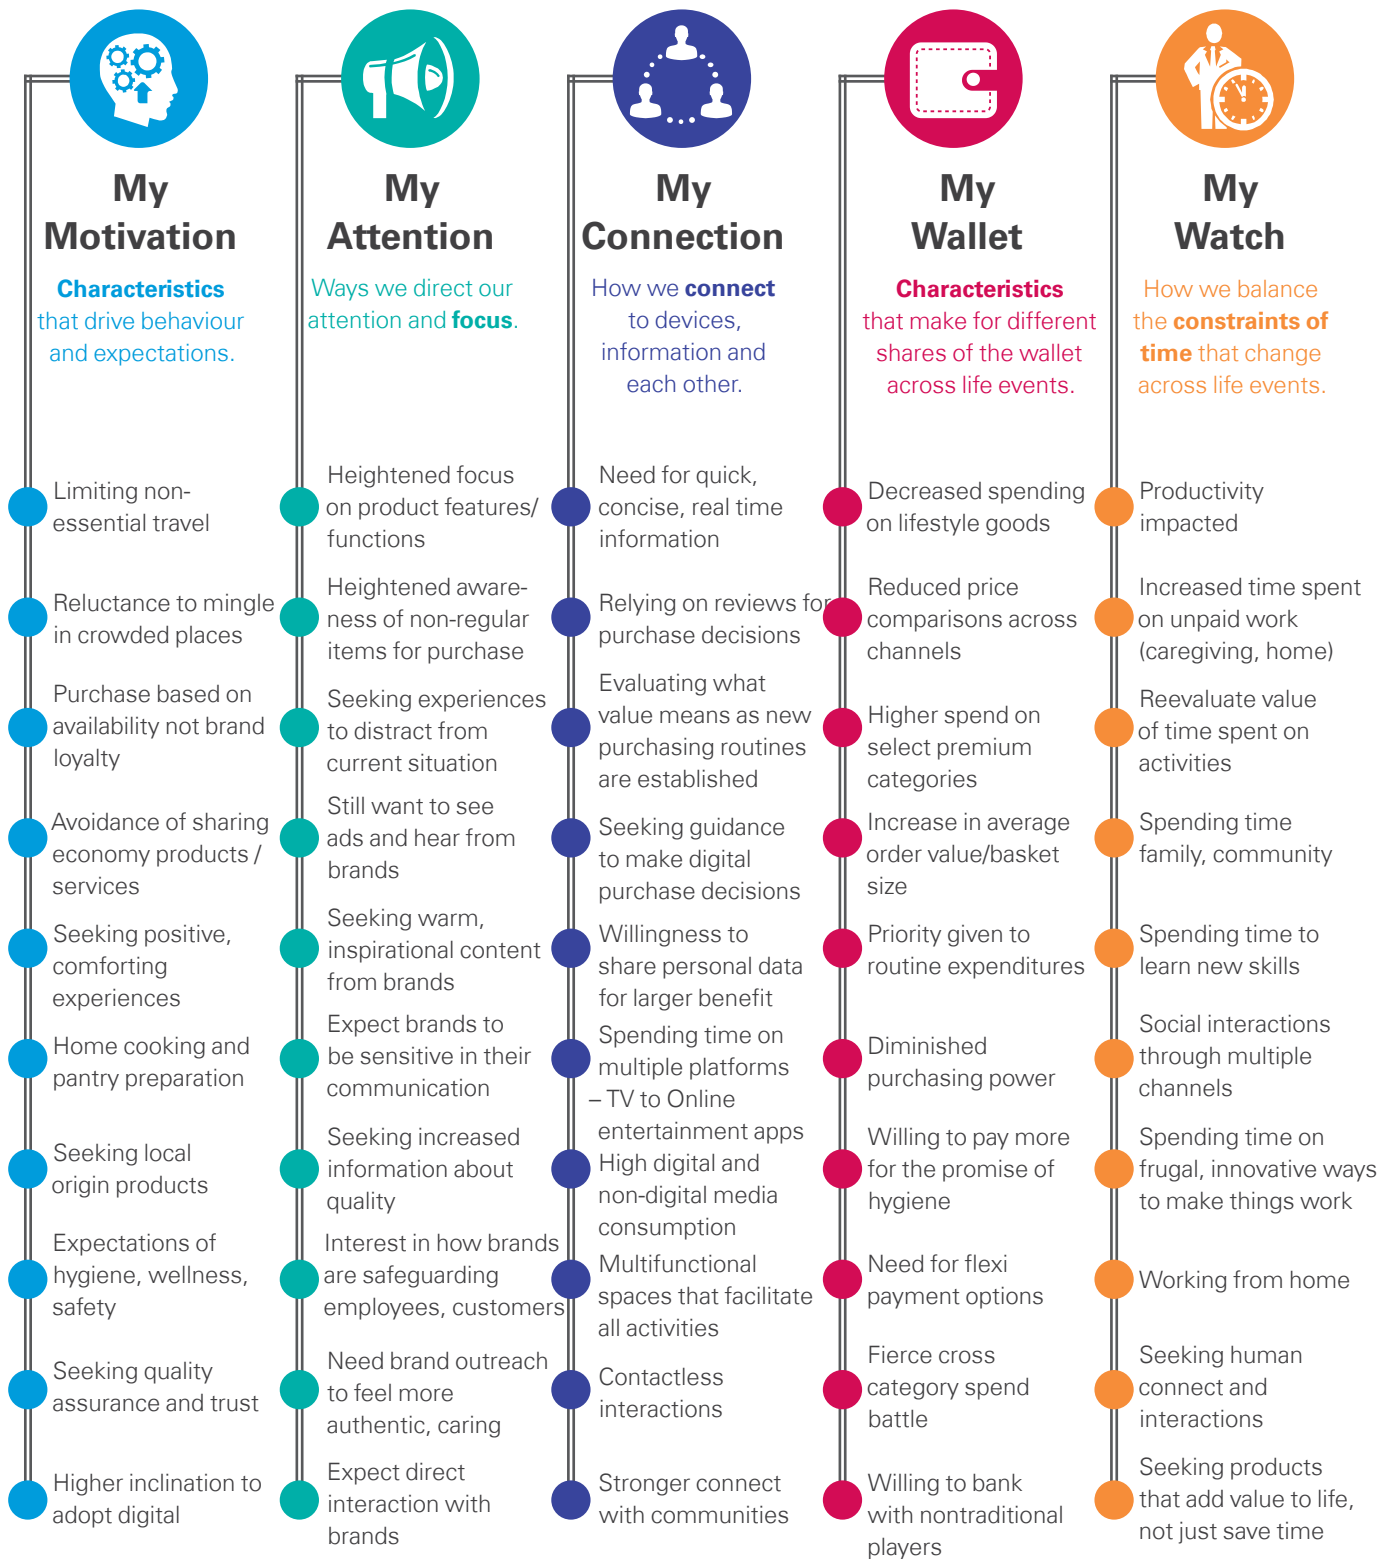 My
Motivation
Characteristics
that drive behaviour
and expectations.
Limiting non-
essential travel
Reluctance to mingle
in crowded places
Purchase based on
availability not brand
loyalty
Avoidance of sharing
economy products /
services
Seeking positive,
comforting
experiences
Home cooking and
pantry preparation
Seeking local
origin products
Expectations of
hygiene, wellness,
safety
Seeking quality
assurance and trust
Higher inclination to
adopt digital
My
Attention
Ways we direct our
attention and focus.
Heightened focus
on product features/
functions
Heightened aware-
ness of non-regular
items for purchase
Seeking experiences
to distract from
current situation
Still want to see
ads and hear from
brands
Seeking warm,
inspirational content
from brands
Expect brands to
be sensitive in their
communication
Seeking increased
information about
quality
Interest in how brands
are safeguarding
employees, customers
Need brand outreach
to feel more
authentic, caring
Expect direct
interaction with
brands
My
Connection
How we connect
to devices,
information and
each other.
Need for quick,
concise, real time
information
Relying on reviews for
purchase decisions
Evaluating what
value means as new
purchasing routines
are established
Seeking guidance
to make digital
purchase decisions
Willingness to
share personal data
for larger benefit
Spending time on
multiple platforms
– TV to Online
entertainment apps
High digital and
non-digital media
consumption
Multifunctional
spaces that facilitate
all activities
Contactless
interactions
Stronger connect
with communities
My
Wallet
Characteristics
that make for different
shares of the wallet
across life events.
Decreased spending
on lifestyle goods
Reduced price
comparisons across
channels
Higher spend on
select premium
categories
Increase in average
order value/basket
size
Priority given to
routine expenditures
Diminished
purchasing power
Willing to pay more
for the promise of
hygiene
Need for flexi
payment options
Fierce cross
category spend
battle
Willing to bank
with nontraditional
players
My
Watch
How we balance
the constraints of
time that change
across life events.
Productivity
impacted
Increased time spent
on unpaid work
(caregiving, home)
Reevaluate value
of time spent on
activities
Spending time
family, community
Spending time to
learn new skills
Social interactions
through multiple
channels
Spending time on
frugal, innovative ways
to make things work
Working from home
Seeking human
connect and
interactions
Seeking products
that add value to life,
not just save time